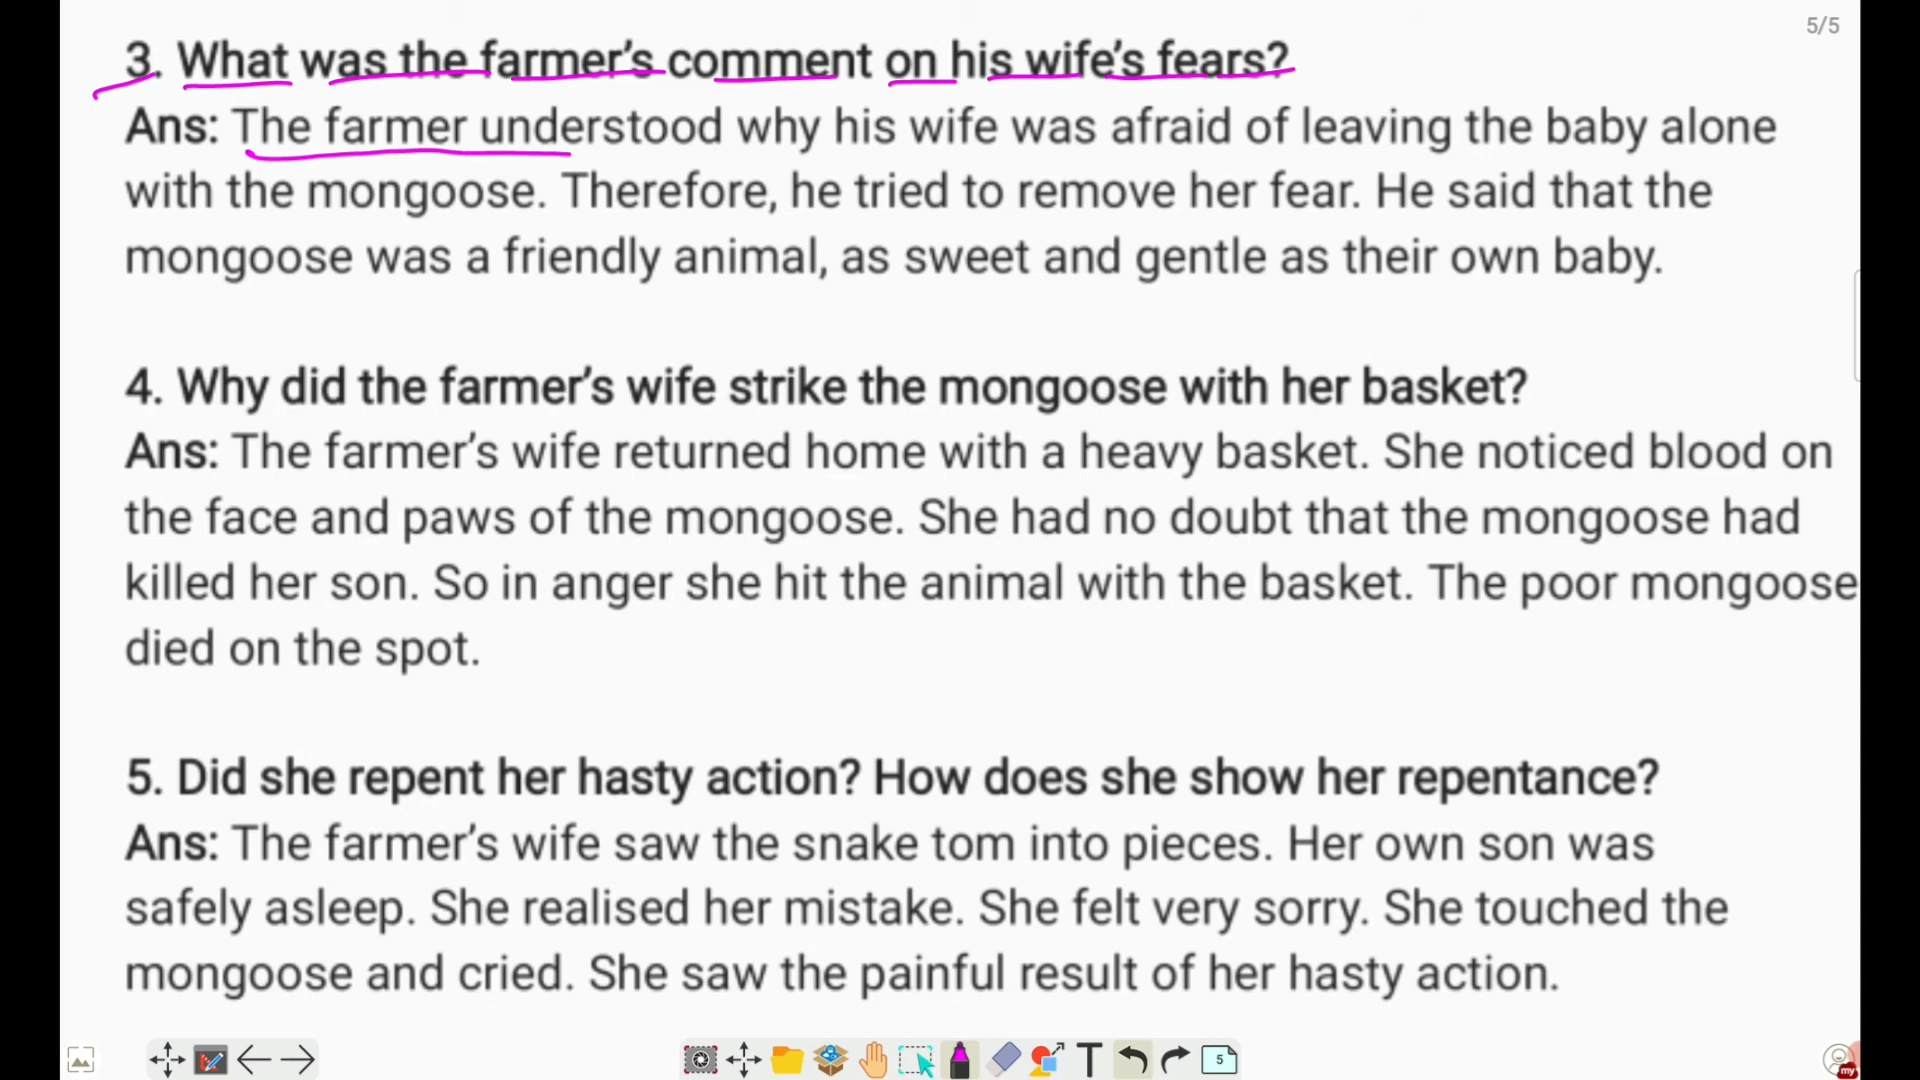 5/5
3. What was the farmer's comment on his wife's fears?
Ans: The farmer understood why his wife was afraid of leaving the baby alone
with the mongoose. Therefore, he tried to remove her fear. He said that the
mongoose was a friendly animal, as sweet and gentle as their own baby.
4. Why did the farmer's wife strike the mongoose with her basket?
Ans: The farmer's wife returned home with a heavy basket. She noticed blood on
the face and paws of the mongoose. She had no doubt that the mongoose had
killed her son. So in anger she hit the animal with the basket. The poor mongoose
died on the spot.
5. Did she repent her hasty action? How does she show her repentance?
Ans: The farmer's wife saw the snake tom into pieces. Her own son was
safely asleep. She realised her mistake. She felt very sorry. She touched the
mongoose and cried. She saw the painful result of her hasty action.
T
5
my